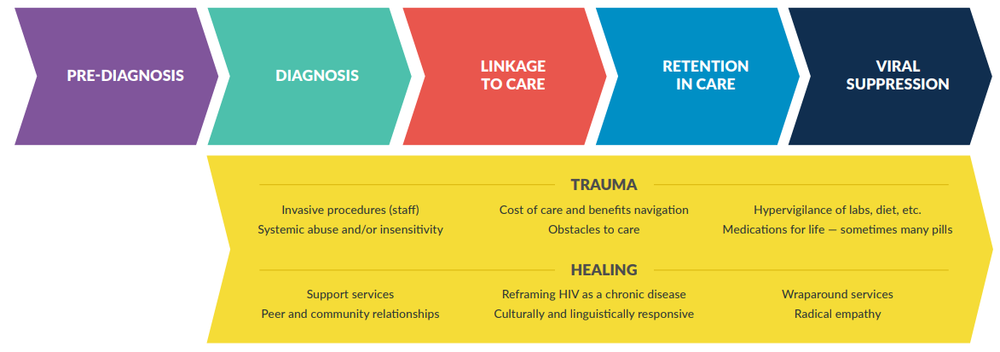 PRE-DIAGNOSIS
DIAGNOSIS
LINKAGE
TO CARE
RETENTION
IN CARE
VIRAL
SUPPRESSION
TRAUMA
Invasive procedures (staff)
Systemic abuse and/or insensitivity
Cost of care and benefits navigation
Obstacles to care
Hypervigilance of labs, diet, etc.
Medications for life — sometimes many pills
HEALING
Support services
Peer and community relationships
Reframing HIV as a chronic disease
Culturally and linguistically responsive
Wraparound services
Radical empathy